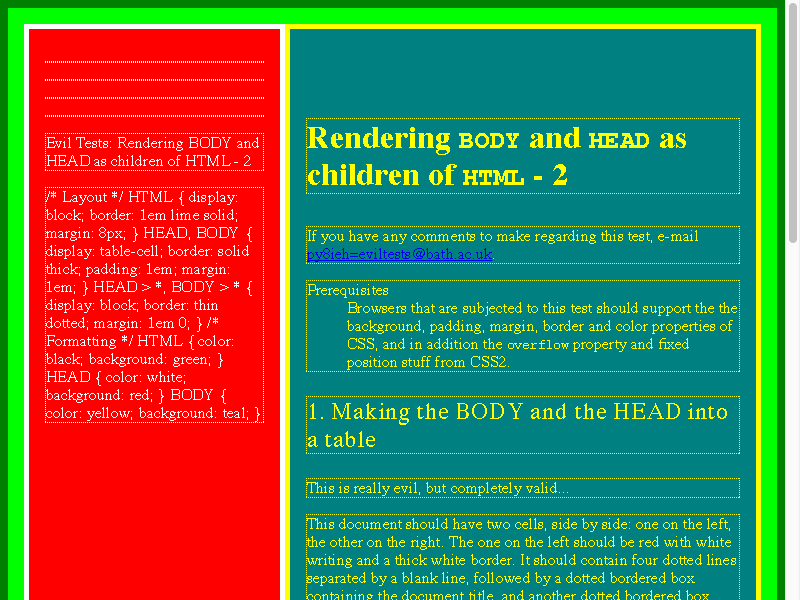 Evil Tests: Rendering BODY and
HEAD as children of HTML - 2
/* Layout */ HTML { display:
block; border: 1em lime solid;
margin: 8px; } HEAD, BODY {
display: table-cell; border: solid
thick; padding: 1em; margin:
1em; } HEAD > *, BODY > * {
display: block; border: thin
dotted; margin: 1em 0; } /*
Formatting */ HTML { color:
black; background: green; }
HEAD { color: white;
background: red; } BODY {
color: yellow; background: teal; }
Rendering BODY and HEAD as
children of HTML - 2
If you have any comments to make regarding this test, e-mail
py8ieh=eviltests@bath.ac.uk.
Prerequisites
Browsers that are subjected to this test should support the the
background, padding, margin, border and color properties of
CSS, and in addition the overflow property and fixed
position stuff from CSS2.
1. Making the BODY and the HEAD into
a table
This is really evil, but completely valid...
This document should have two cells, side by side: one on the left,
the other on the right. The one on the left should be red with white
writing and a thick white border. It should contain four dotted lines
separated by a blank line, followed by a dotted bordered box
containing the document title, and another dotted bordered box